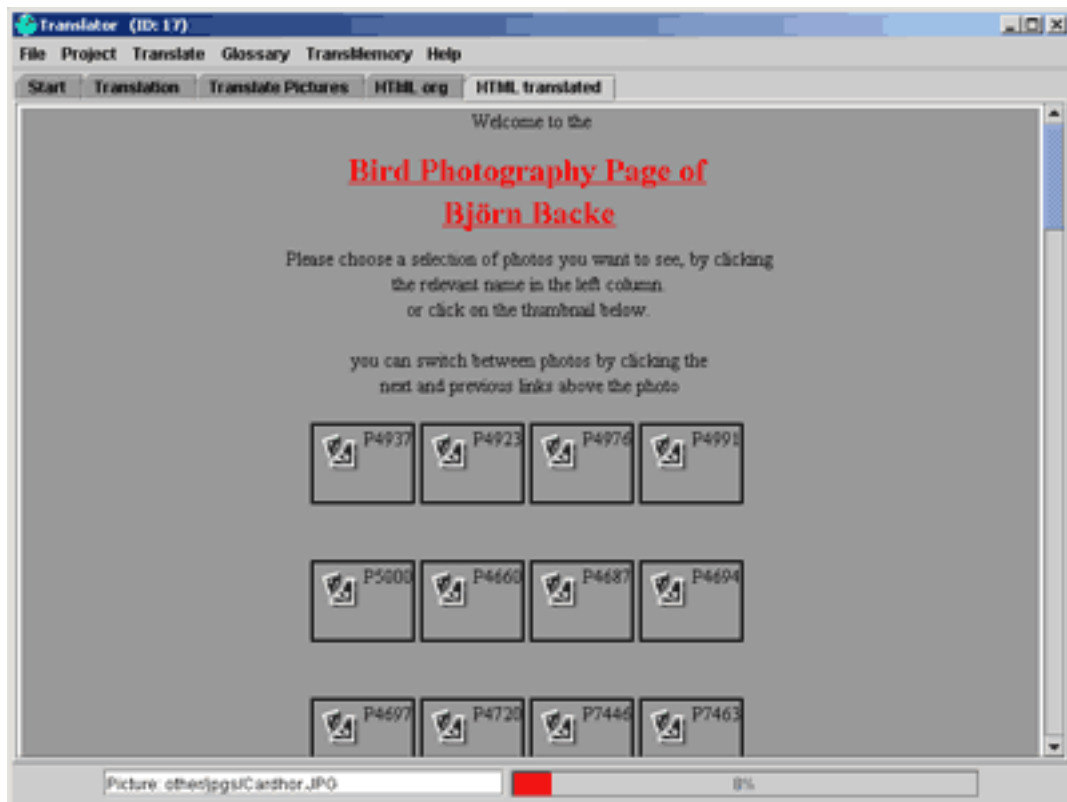 Translator (ID: 17)
File Project Translate Glossary TransMemory Help
Start Translation Translate Pictures HTML org HTML translated
Welcome to the
Bird Photography Page of
Björn Backe
Please choose a selection of photos you want to see, by clicking
the relevant name in the left column.
or click on the thumbnail below.
you can switch between photos by clicking the
next and previous links above the photo
P4937 P4923 P4976 P4991
P5000 P4660 P4687 P4694
P4697 P4720 P7446 P7463
Picture: other/jpgs/Cardhor.JPG 8%